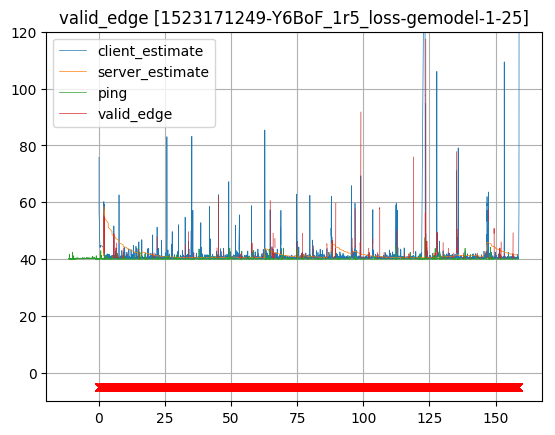 valid_edge [1523171249-Y6BoF_1r5_loss-gemodel-1-25]
120
100
80
60
40
20
0
client_estimate
server_estimate
ping
valid_edge
0
25
50
75
100
125
150